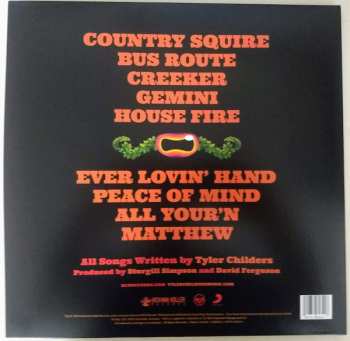 COUNTRY SQUIRE
BUS ROUTE
CREEKER
GEMINI
HOUSE FIRE
EVER LOVIN' HAND
PEACE OF MIND
ALL YOUR'N
MATTHEW
All Songs Written by Tyler Childers
Produced by Sturgill Simpson and David Ferguson